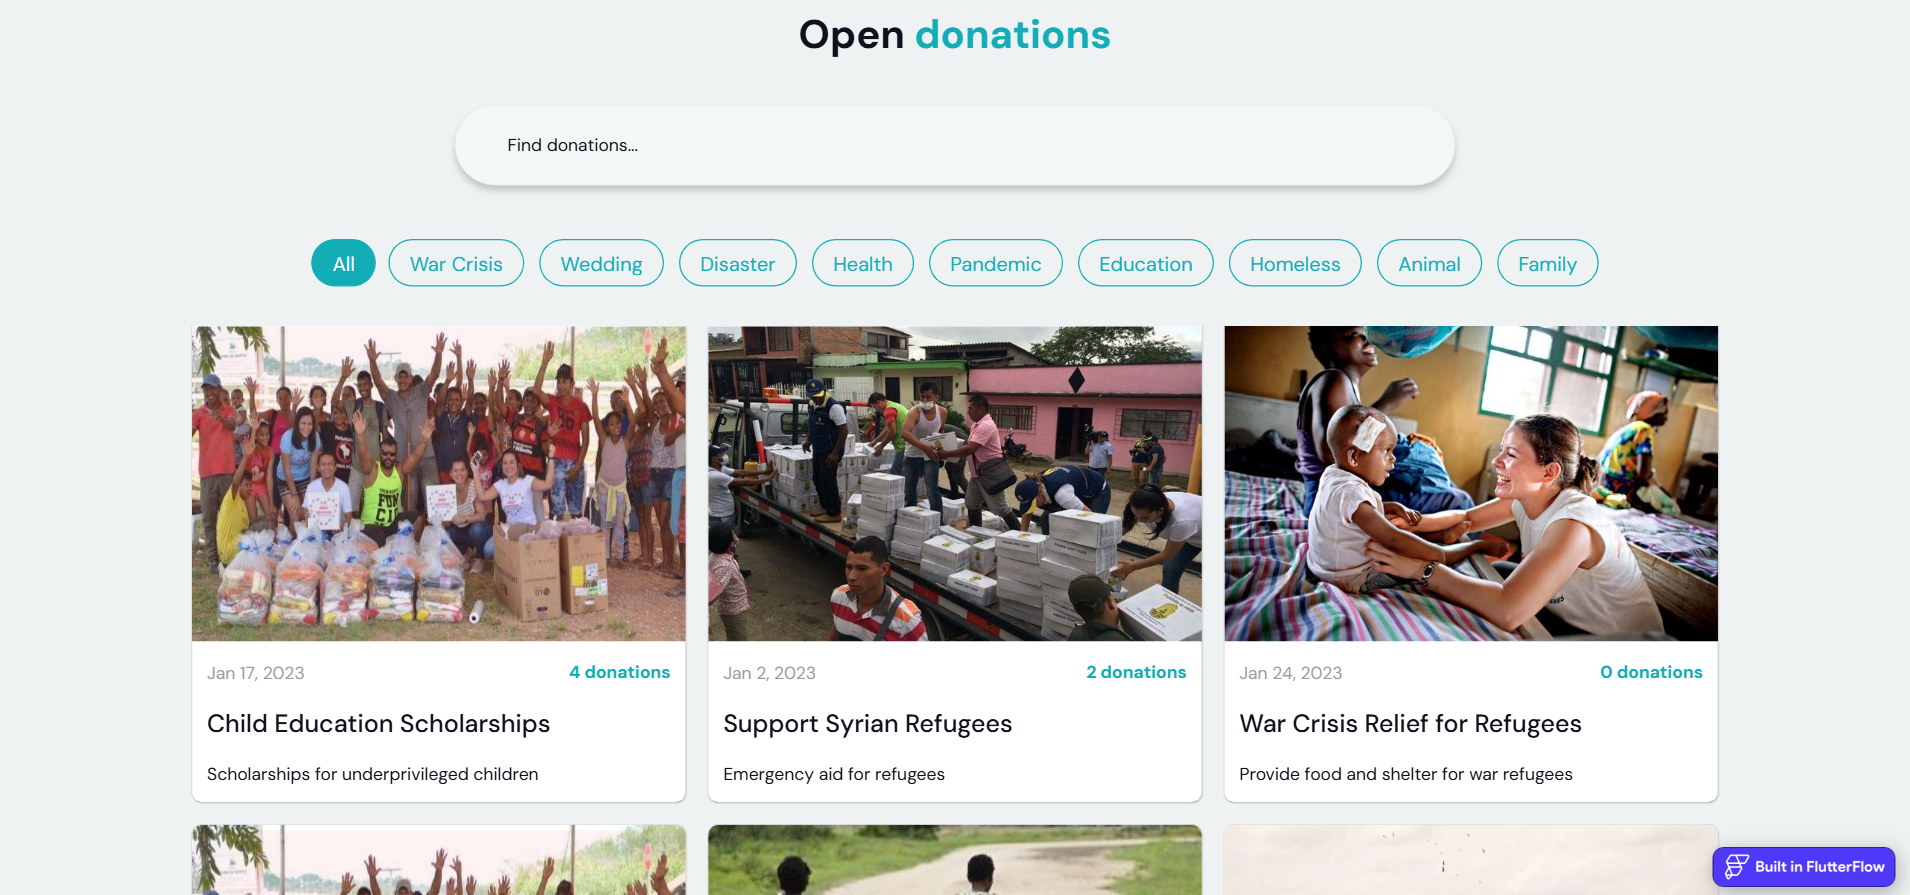 Open donations
Find donations...
All
War Crisis
Wedding
Disaster
Health
Pandemic
Education
Homeless
Animal
Family
FUN
Jan 17, 2023
4 donations
Child Education Scholarships
Scholarships for underprivileged children
Jan 2, 2023
2 donations
Support Syrian Refugees
Emergency aid for refugees
Jan 24, 2023
0 donations
War Crisis Relief for Refugees
Provide food and shelter for war refugees
Built in FlutterFlow